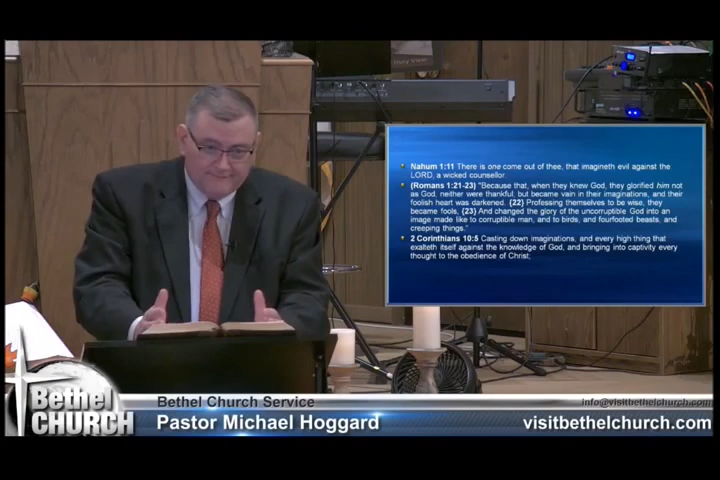 Nahum 1:11 There is one come out of thee, that imagineth evil against the
LORD, a wicked counsellor
(Romans 1:21-23) "Because that, when they knew God, they glorified him not
as God, neither were thankful; but became vain in their imaginations, and their
foolish heart was darkened. {22} Professing themselves to be wise, they
became fools, {23} And changed the glory of the uncorruptible God into an
image made like to corruptible man, and to birds, and fourfooted beasts, and
creeping things."
2 Corinthians 10:5 Casting down imaginations, and every high thing that
exalteth itself against the knowledge of God, and bringing into captivity every
thought to the obedience of Christ;
Bethel
CHURCH
Bethel Church Service
info@visitbethelchurch.com
Pastor Michael Hoggard
visitbethelchurch.com